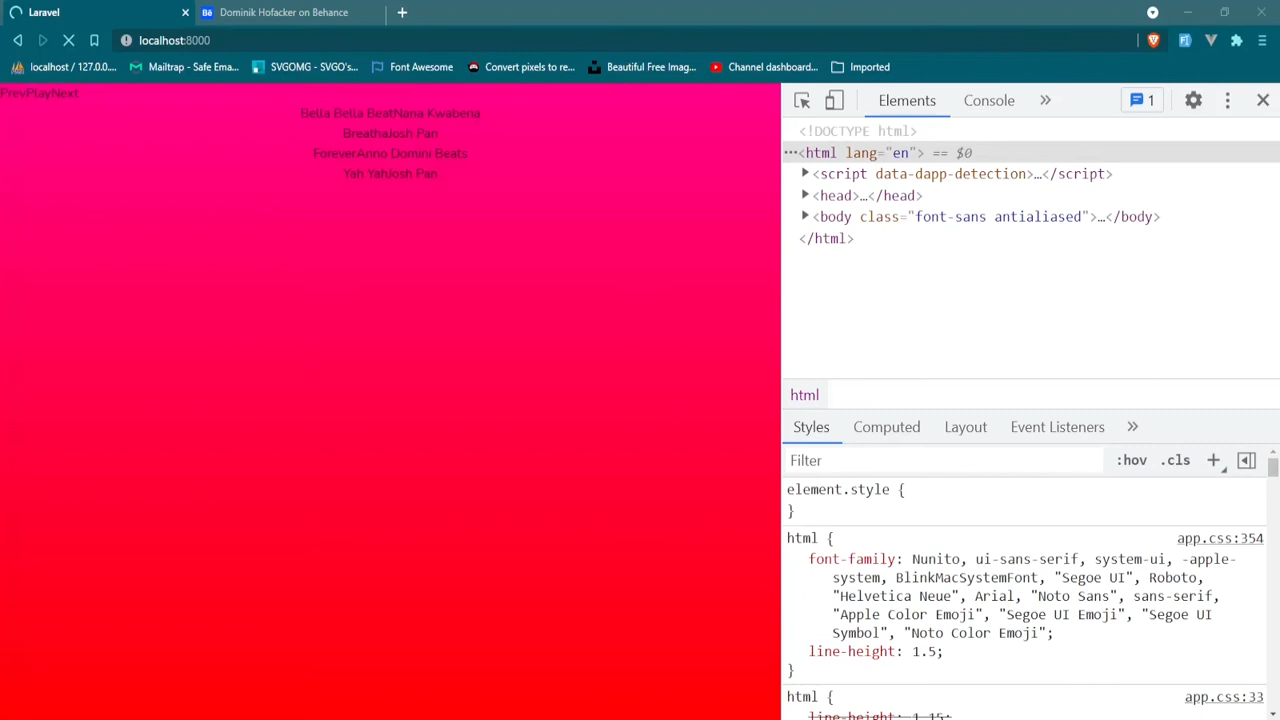 Laravel
Dominik Hofacker on Behance
localhost:8000
localhost / 127.0.0.... Mailtrap - Safe Ema... SVGOMG - SVGO's... Font Awesome Convert pixels to re... Beautiful Free Imag... Channel dashboard... Imported
PrevPlayNext
Bella Bella BeatNana Kwabena
BreathaJosh Pan
ForeverAnno Domini Beats
Yah YahJosh Pan
Elements Console 1
<!DOCTYPE html>
<html lang="en"> == $0
<script data-dapp-detection>…</script>
<head>…</head>
<body class="font-sans antialiased">…</body>
</html>
html
Styles Computed Layout Event Listeners
Filter :hov .cls
element.style {
}
html { app.css:354
font-family: Nunito, ui-sans-serif, system-ui, -apple-
system, BlinkMacSystemFont, "Segoe UI", Roboto,
"Helvetica Neue", Arial, "Noto Sans", sans-serif,
"Apple Color Emoji", "Segoe UI Emoji", "Segoe UI
Symbol", "Noto Color Emoji";
line-height: 1.5;
}
html { app.css:33
line-height: 1.15;